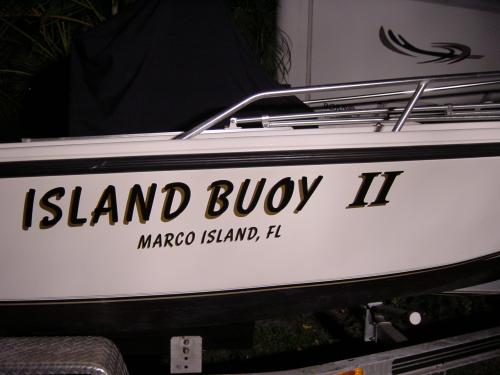 ISLAND BUOY II
MARCO ISLAND, FL